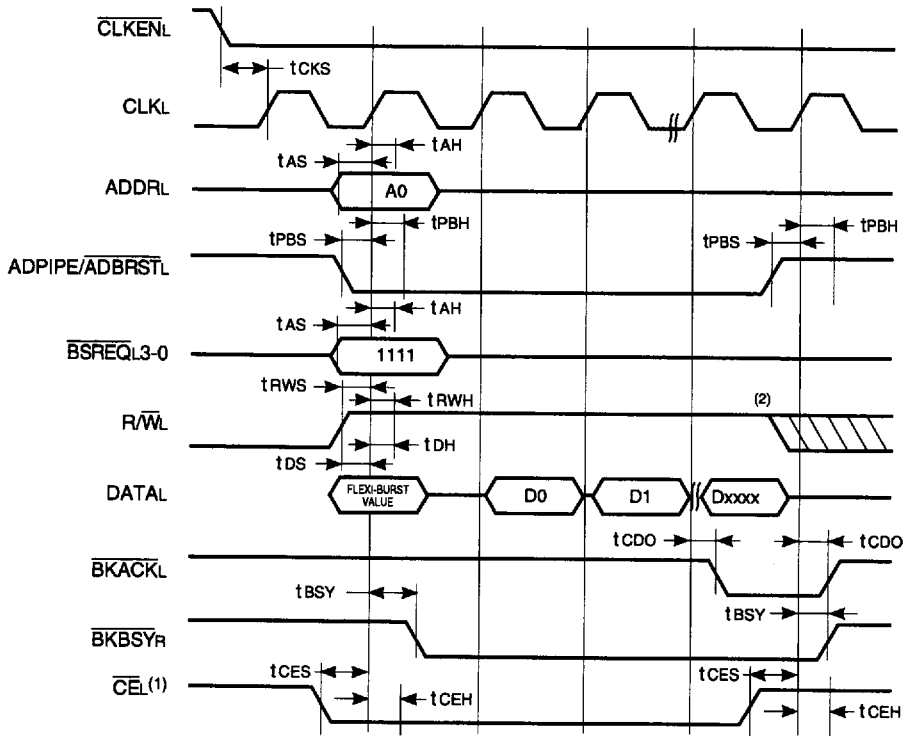 CLKENL
tCKS
CLKL
tAH
tAS
ADDRL A0
tPBH tPBH
tPBS tPBS
ADPIPE/ADBRSTL
tAH
tAS
BSREQL3-0 1111
tRWS
tRWH (2)
R/WL
tDH
tDS
DATAL FLEXI-BURST VALUE D0 D1 Dxxxx
tCDO tCDO
BKACKL
tBSY tBSY
BKBSYR
tCES tCES
CEL(1)
tCEH tCEH